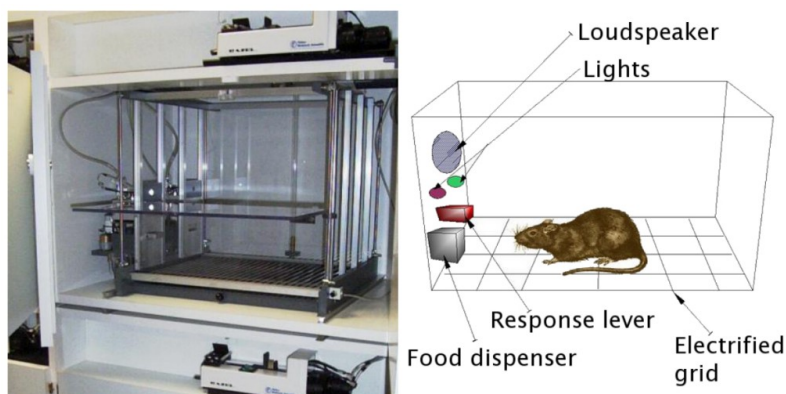 Loudspeaker
Lights
Response lever
Food dispenser
Electrified
grid